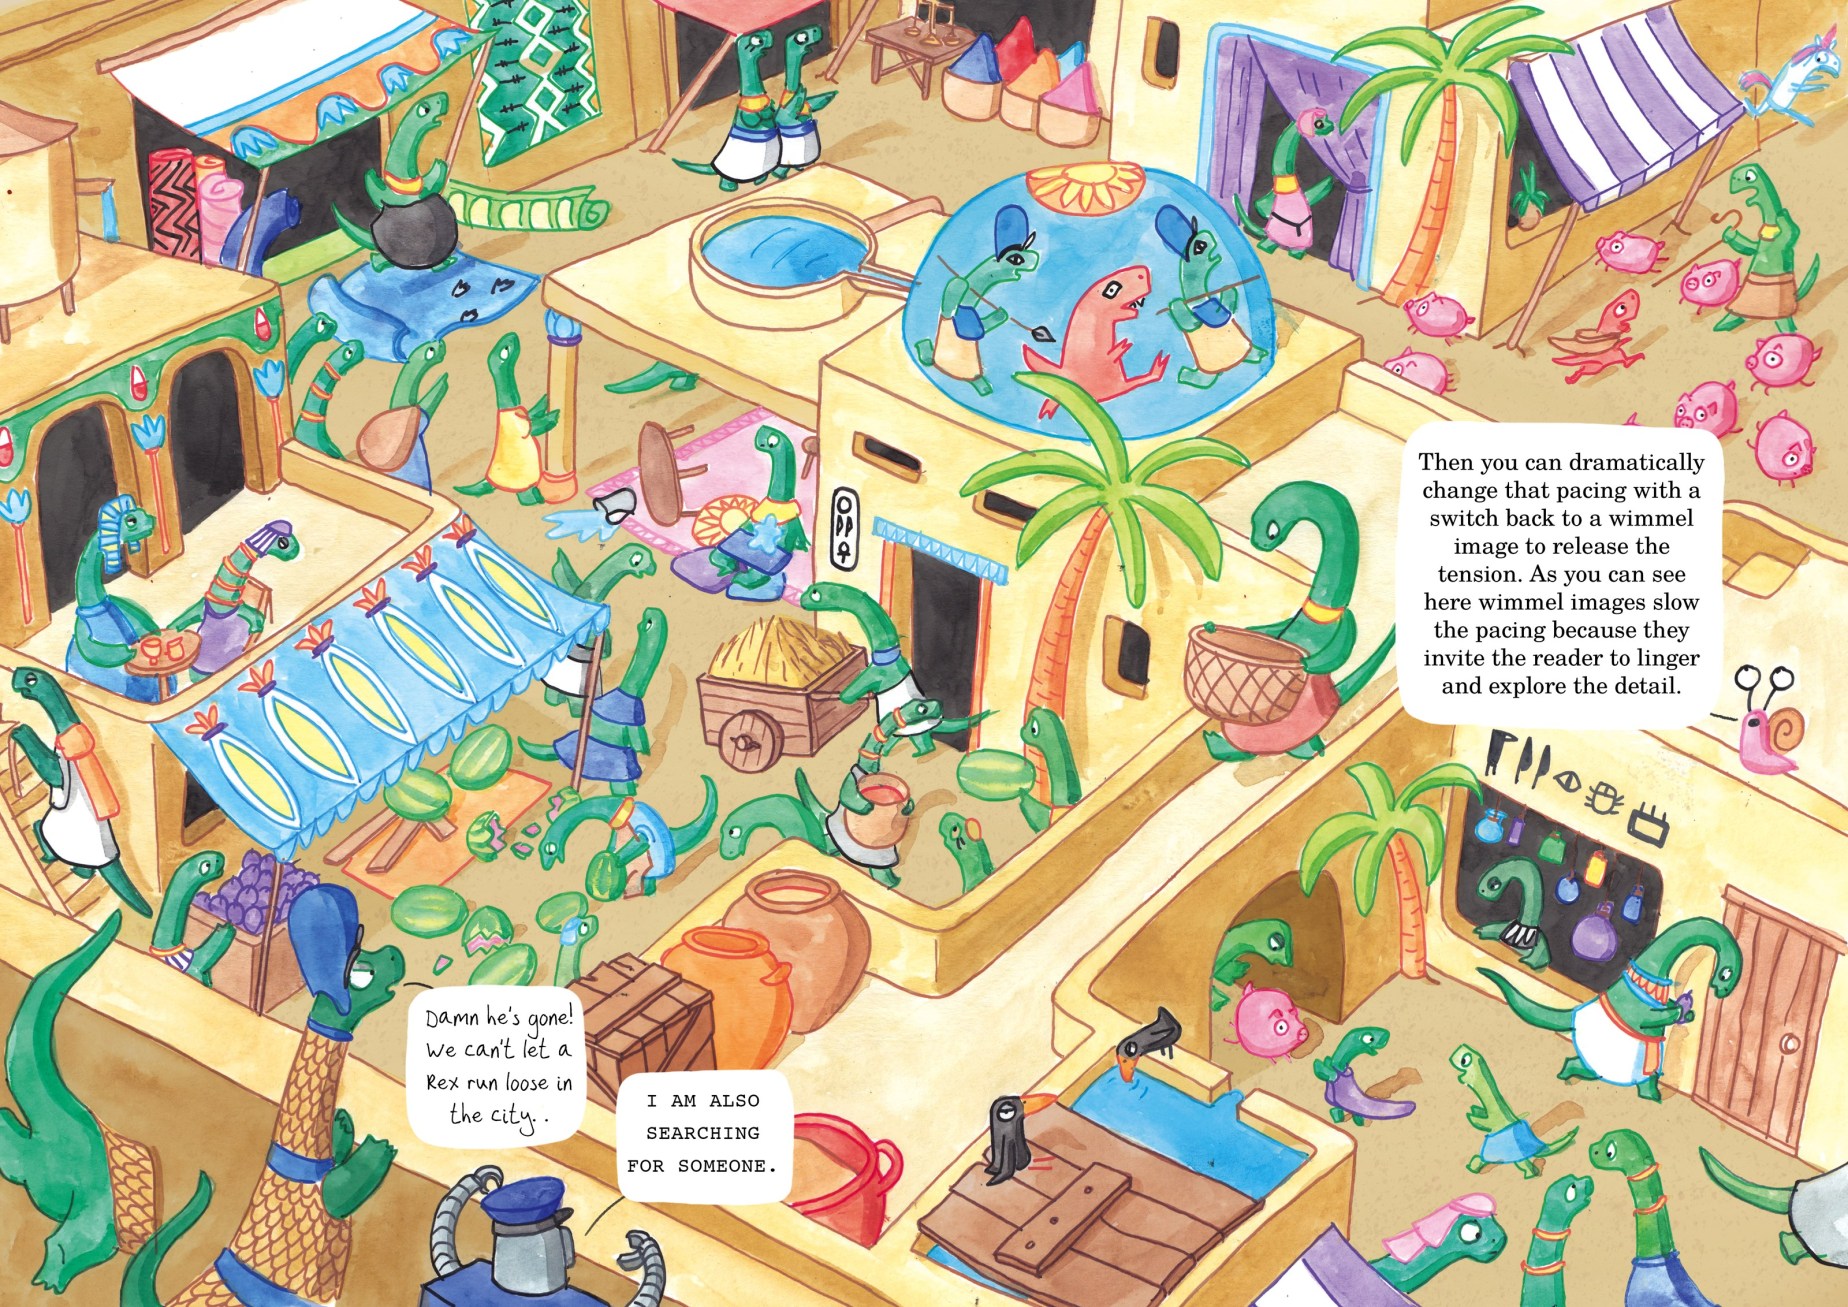 Then you can dramatically
change that pacing with a
switch back to a wimmel
image to release the
tension. As you can see
here wimmel images slow
the pacing because they
invite the reader to linger
and explore the detail.
Damn he's gone!
We can't let a
Rex run loose in
the city. .
I AM ALSO
SEARCHING
FOR SOMEONE.